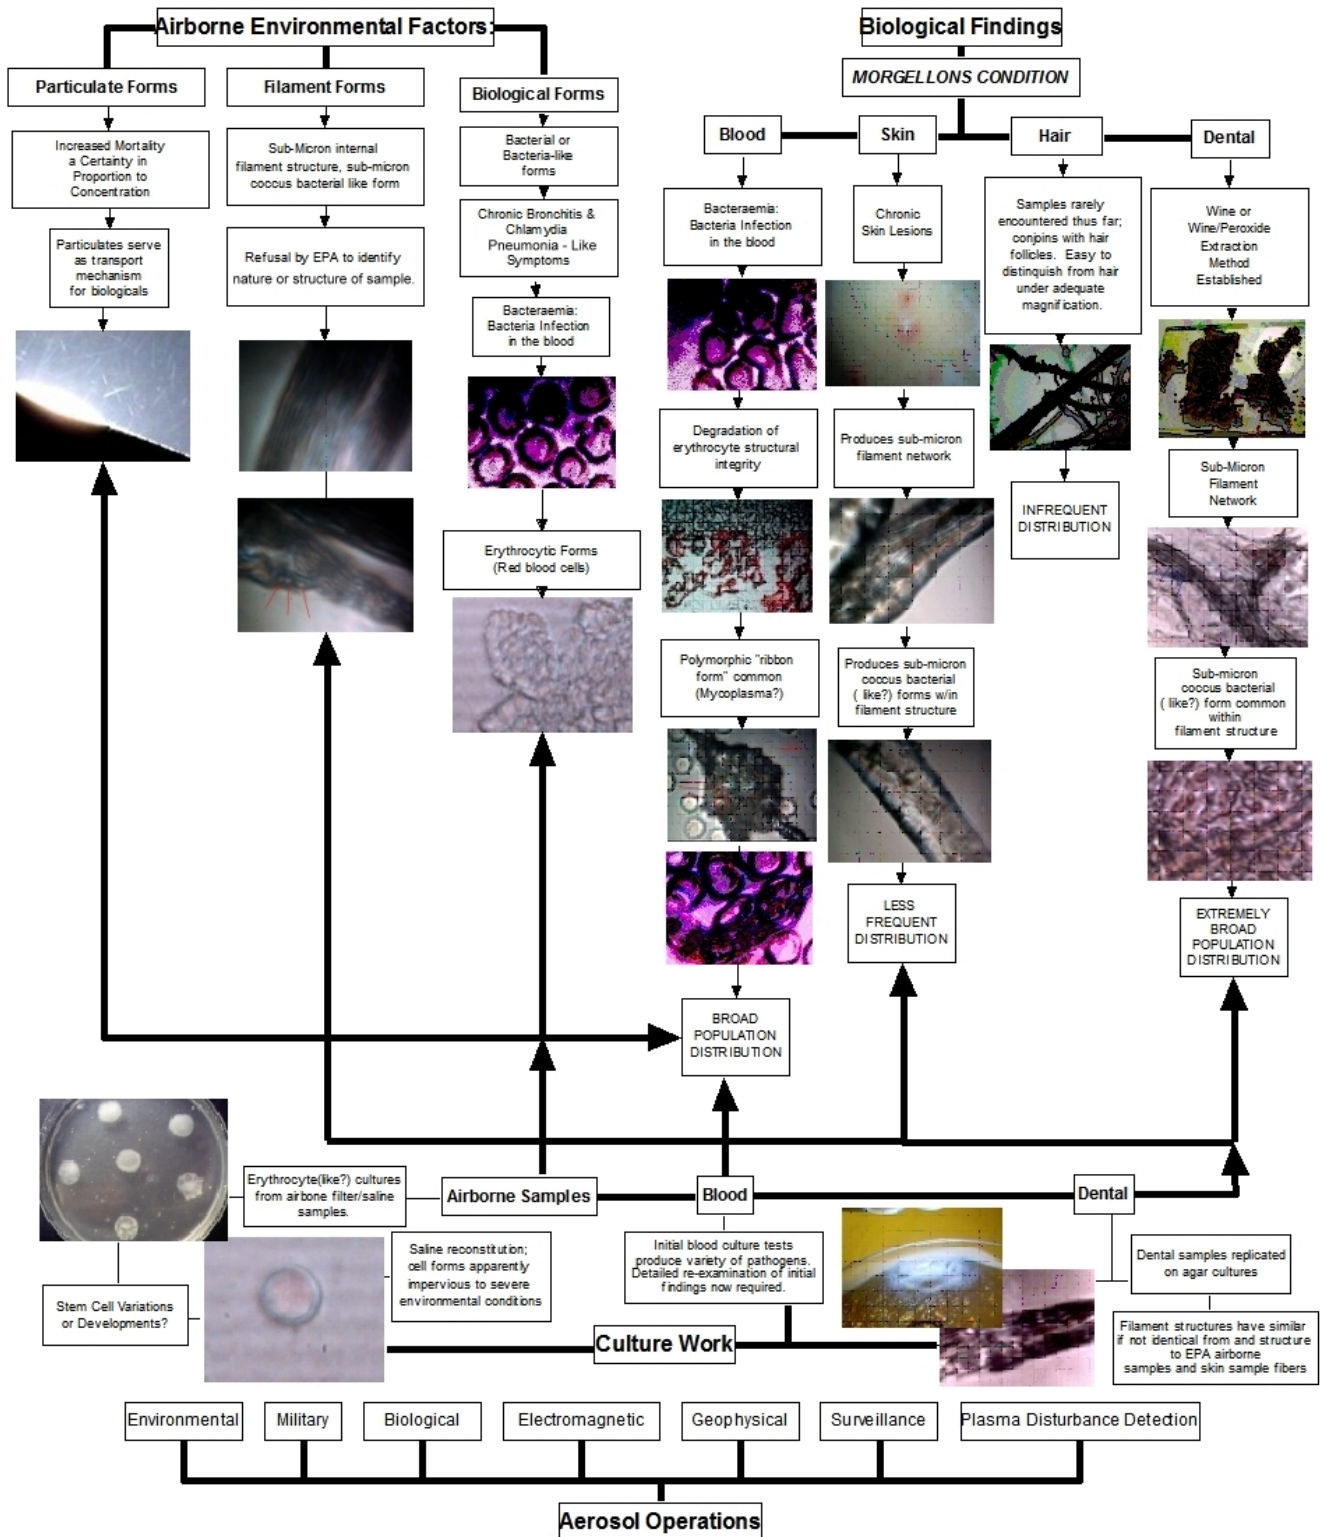 Airborne Environmental Factors:
Particulate Forms
Increased Mortality
a Certainty in
Proportion to
Concentration
Particulates serve
as transport
mechanism
for biologicals
Filament Forms
Sub-Micron internal
filament structure, sub-micron
coccus bacterial like form
Refusal by EPA to identify
nature or structure of sample.
Biological Forms
Bacterial or
Bacteria-like
forms
Chronic Bronchitis &
Chlamydia
Pneumonia - Like
Symptoms
Bacteraemia:
Bacteria Infection
in the blood
Erythrocytic Forms
(Red blood cells)
Biological Findings
MORGELLONS CONDITION
Blood
Bacteraemia:
Bacteria Infection
in the blood
Degradation of
erythrocyte structural
integrity
Polymorphic "ribbon
form" common
(Mycoplasma?)
BROAD
POPULATION
DISTRIBUTION
Skin
Chronic
Skin Lesions
Produces sub-micron
filament network
Produces sub-micron
coccus bacterial
( like?) forms w/in
filament structure
LESS
FREQUENT
DISTRIBUTION
Hair
Samples rarely
encountered thus far;
conjoins with hair
follicles. Easy to
distinquish from hair
under adequate
magnification.
INFREQUENT
DISTRIBUTION
Dental
Wine or
Wine/Peroxide
Extraction
Method
Established
Sub-Micron
Filament
Network
Sub-micron
coccus bacterial
( like?) form common
within
filament structure
EXTREMELY
BROAD
POPULATION
DISTRIBUTION
Erythrocyte(like?) cultures
from airbone filter/saline
samples.
Airborne Samples
Blood
Dental
Stem Cell Variations
or Developments?
Saline reconstitution;
cell forms apparently
impervious to severe
environmental conditions
Initial blood culture tests
produce variety of pathogens.
Detailed re-examination of initial
findings now required.
Dental samples replicated
on agar cultures
Filament structures have similar
if not identical from and structure
to EPA airborne
samples and skin sample fibers
Culture Work
Environmental
Military
Biological
Electromagnetic
Geophysical
Surveillance
Plasma Disturbance Detection
Aerosol Operations